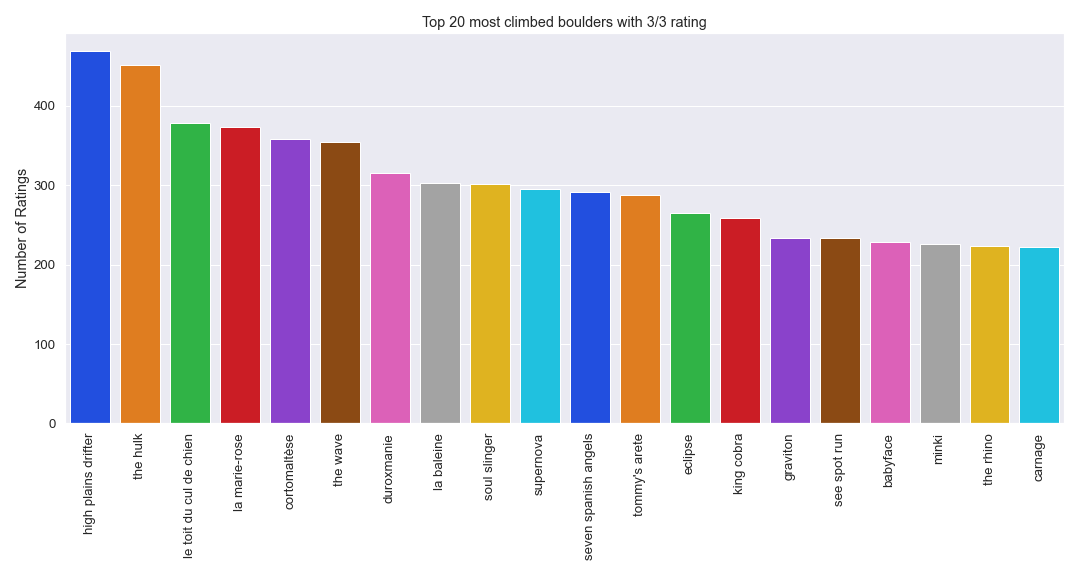 Top 20 most climbed boulders with 3/3 rating
Number of Ratings
400
300
200
100
0
high plains drifter
the hulk
le toit du cul de chien
la marie-rose
cortomaltèse
the wave
duroxmanie
la baleine
soul slinger
supernova
seven spanish angels
tommy's arete
eclipse
king cobra
graviton
see spot run
babyface
minki
the rhino
carnage